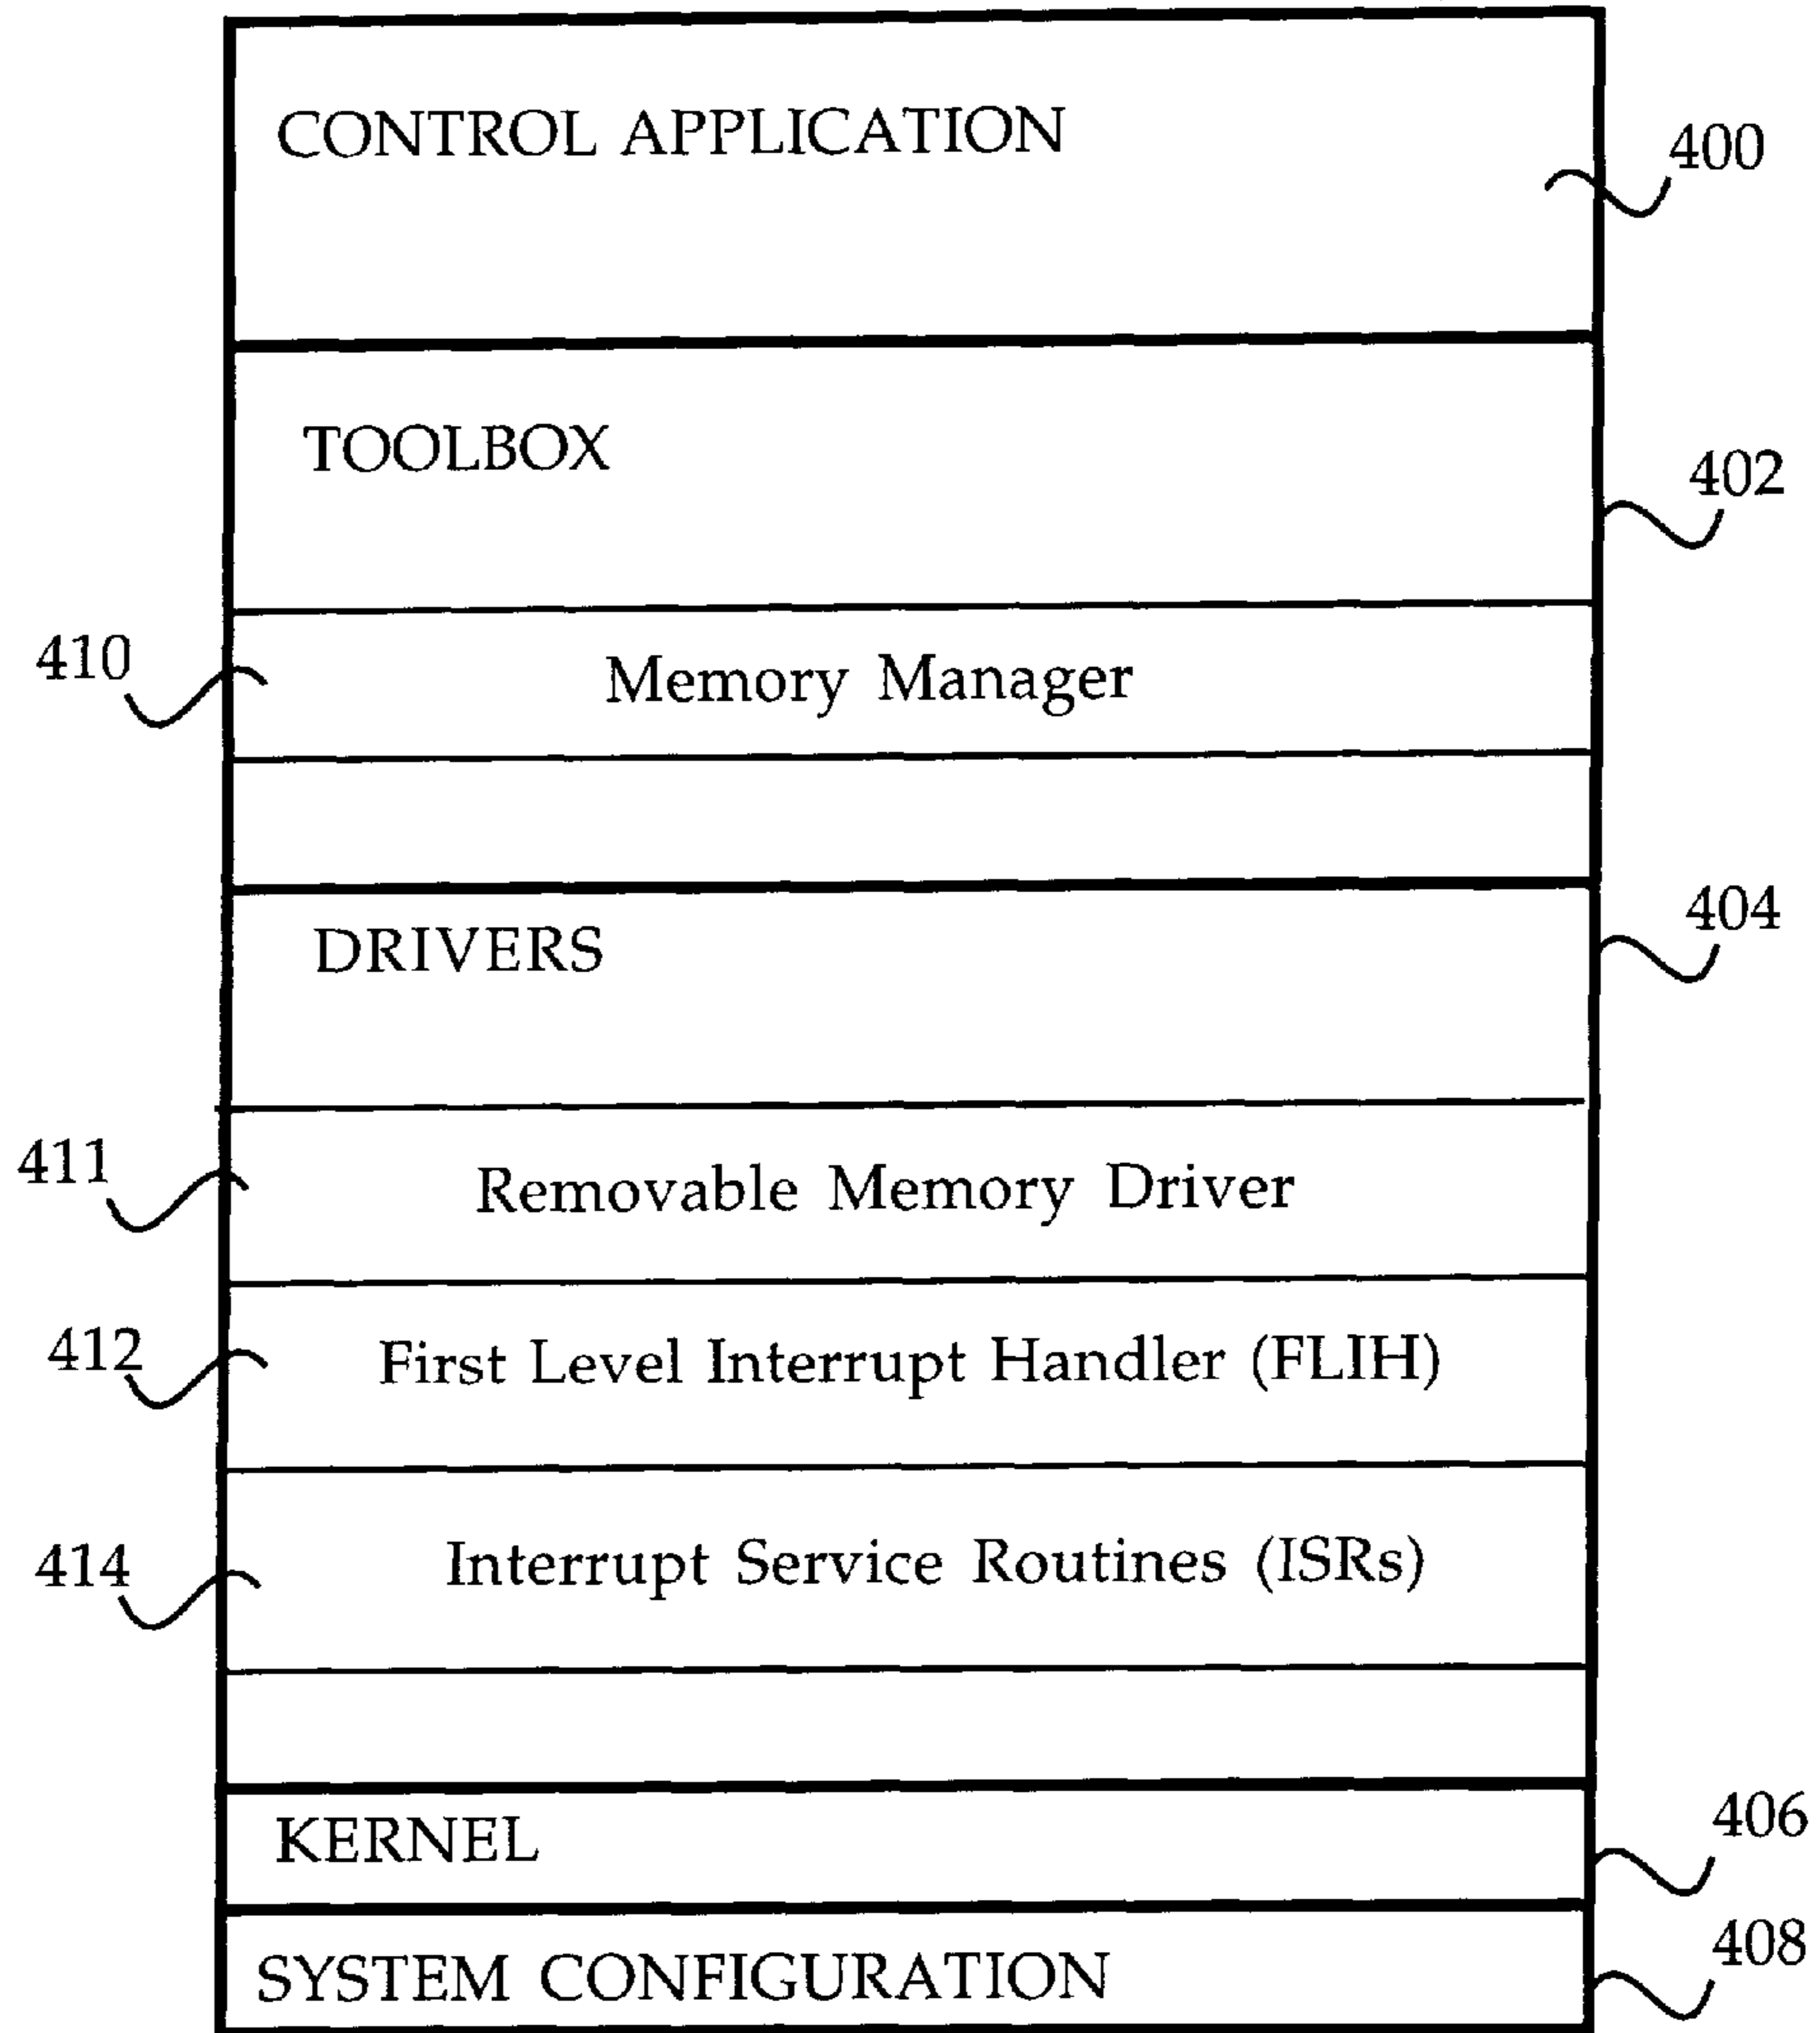 CONTROL APPLICATION
400
TOOLBOX
402
410
Memory Manager
404
DRIVERS
411
Removable Memory Driver
412
First Level Interrupt Handler (FLIH)
414
Interrupt Service Routines (ISRs)
406
KERNEL
408
SYSTEM CONFIGURATION